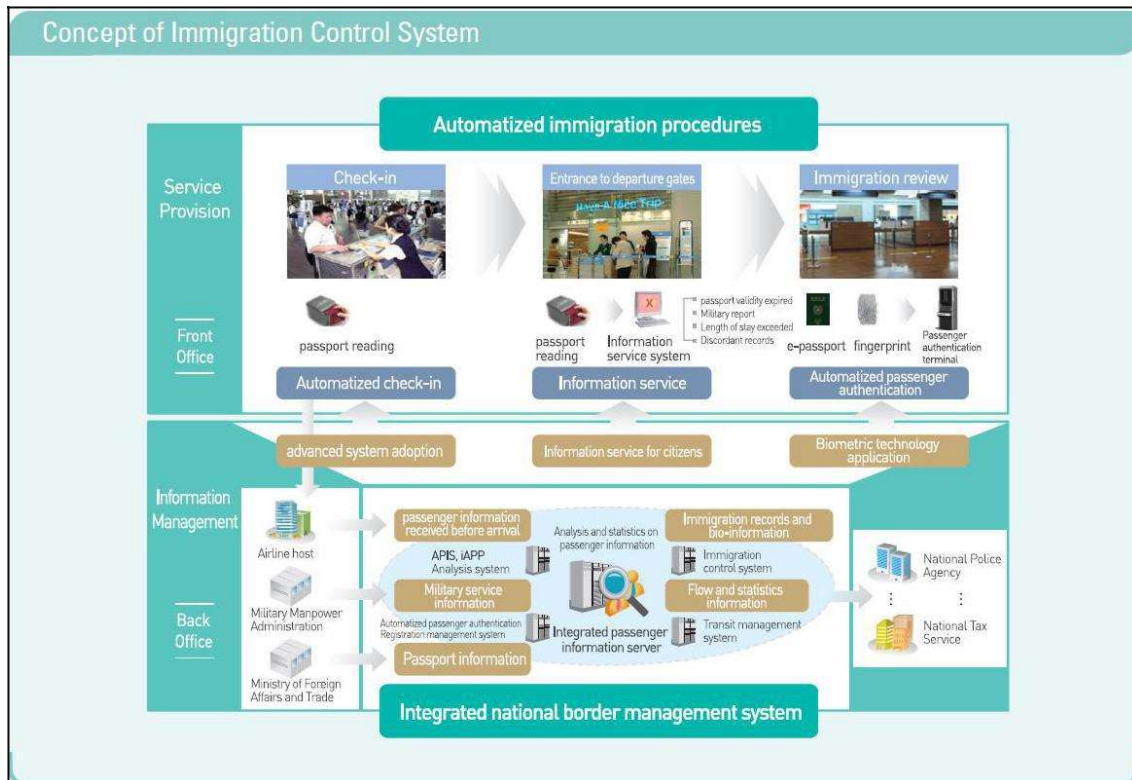 Concept of Immigration Control System
Automatized immigration procedures
Service
Provision
Front
Office
Check-in
Entrance to departure gates
Immigration review
Have A Nice Trip
passport reading
passport
reading
Information
service system
X
passport validity expired
Military report
Length of stay exceeded
Discordant records
e-passport
fingerprint
Passenger
authentication
terminal
Automatized check-in
Information service
Automatized passenger
authentication
advanced system adoption
Information service for citizens
Biometric technology
application
Information
Management
Back
Office
Airline host
Military Manpower
Administration
Ministry of Foreign
Affairs and Trade
passenger information
received before arrival
APIS, iAPP
Analysis system
Military service
information
Automatized passenger authentication
Registration management system
Passport information
Analysis and statistics on
passenger information
Integrated passenger
information server
Immigration records and
bio-information
Immigration
control system
Flow and statistics
information
Transit management
system
National Police
Agency
National Tax
Service
Integrated national border management system